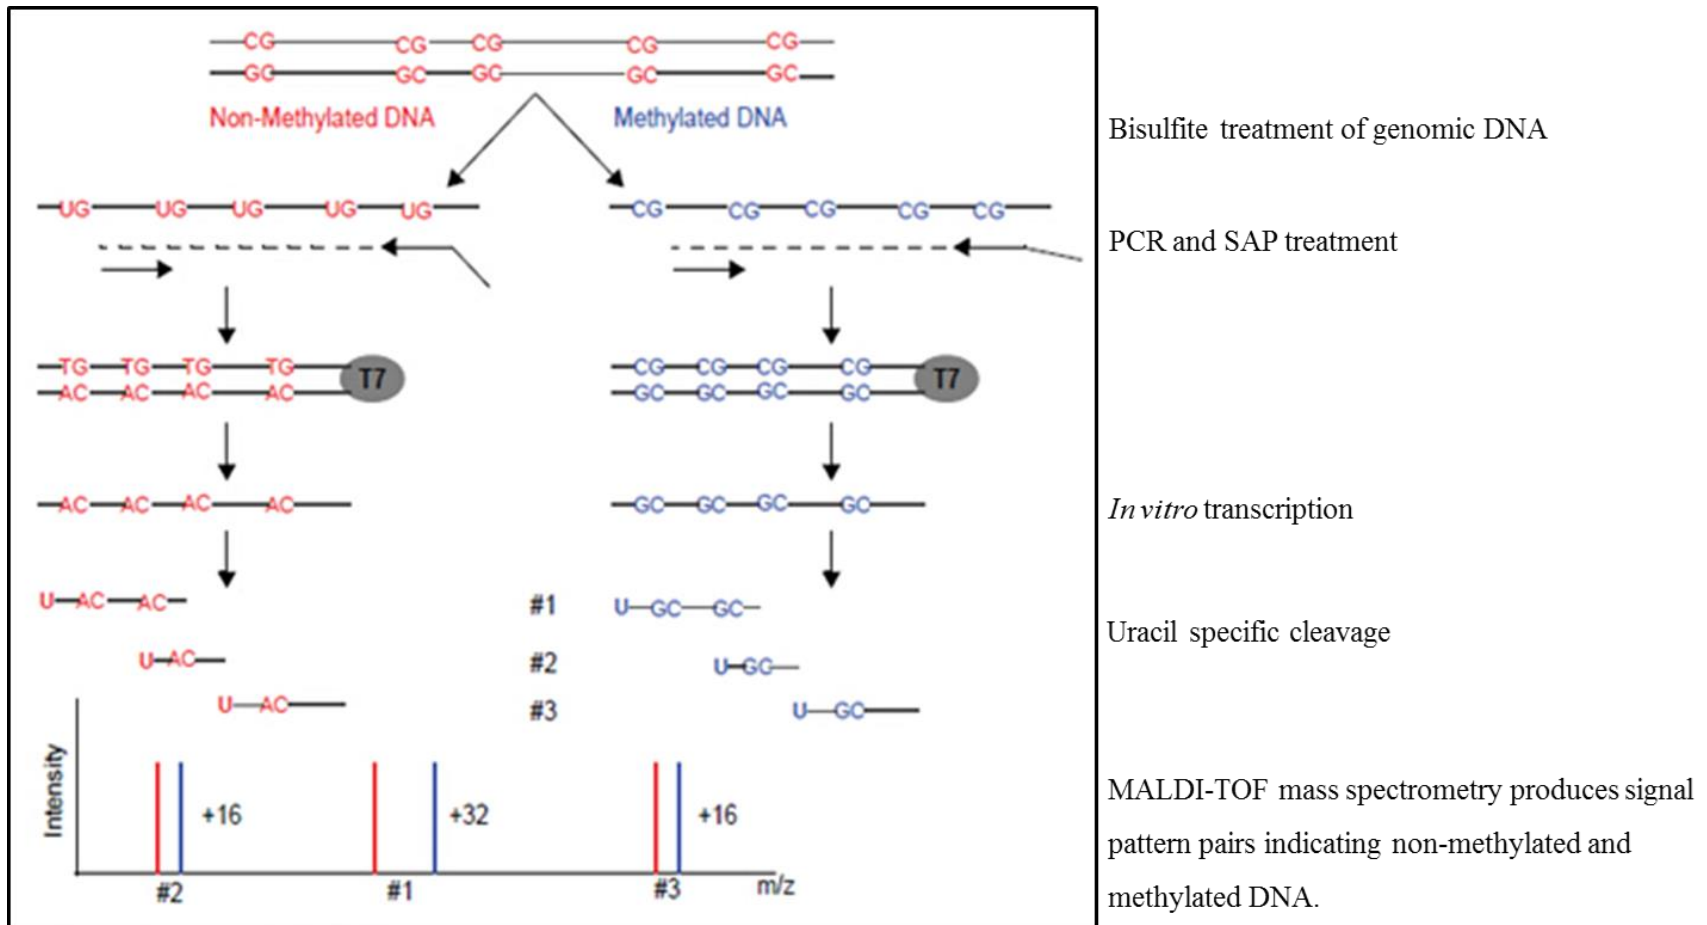 CG CG CG CG CG
GC GC GC GC GC
Non-Methylated DNA Methylated DNA
Bisulfite treatment of genomic DNA
UG UG UG UG UG CG CG CG CG CG
PCR and SAP treatment
TG TG TG TG T7 CG CG CG CG T7
AC AC AC AC GC GC GC GC
AC AC AC AC GC GC GC GC
In vitro transcription
U AC AC #1 U GC GC
Uracil specific cleavage
U AC #2 U GC
U AC #3 U GC
Intensity
+16 +32 +16
#2 #1 #3 m/z
MALDI-TOF mass spectrometry produces signal
pattern pairs indicating non-methylated and
methylated DNA.